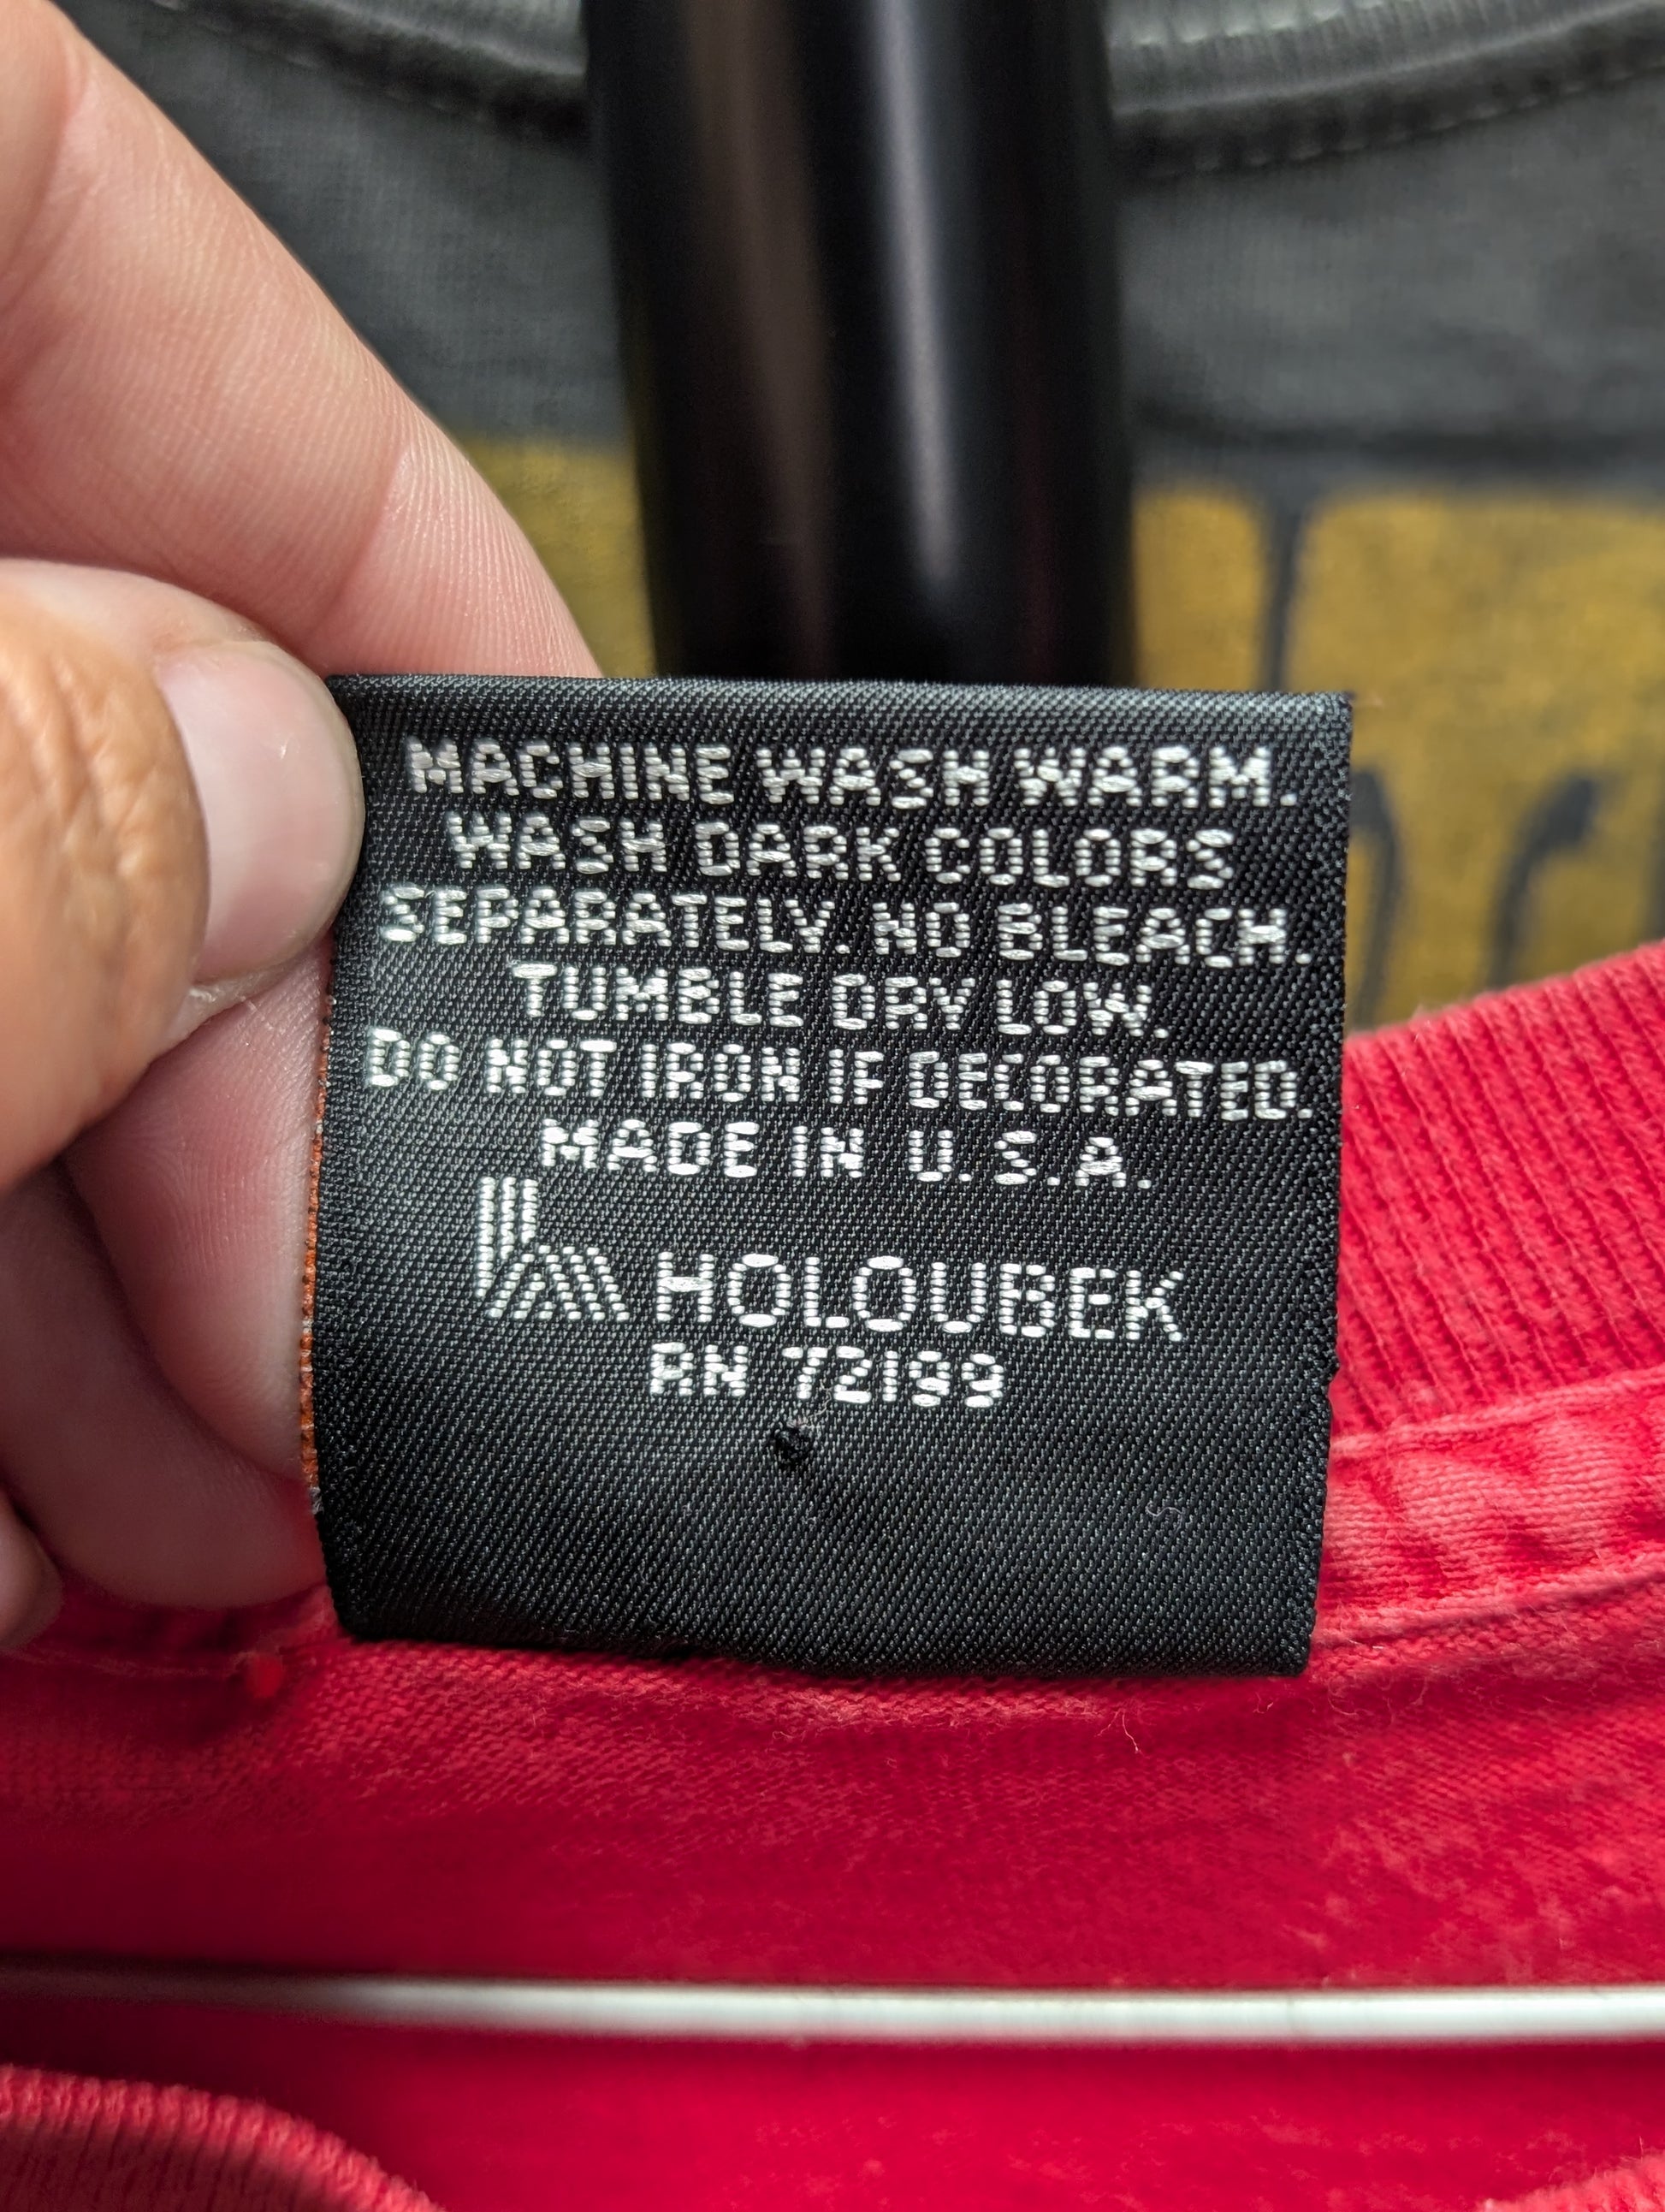 MACHINE WASH WARM.
WASH DARK COLORS
SEPARATELY. NO BLEACH.
TUMBLE DRY LOW.
DO NOT IRON IF DECORATED.
MADE IN U.S.A.
HOLOUBEK
RN 72199